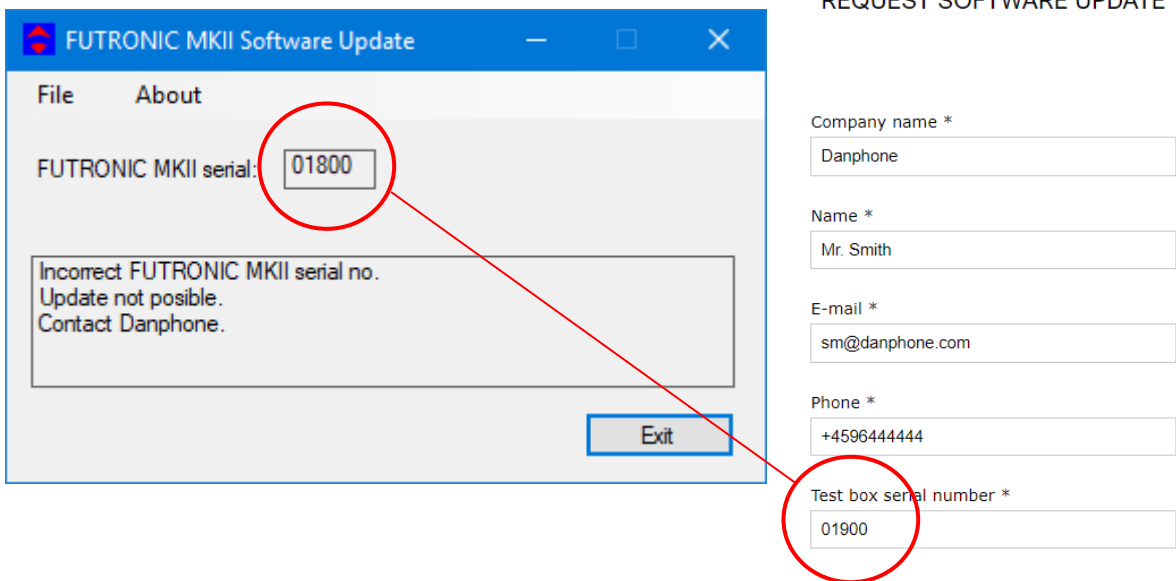 FUTRONIC MKII Software Update
File About
FUTRONIC MKII serial: 01800
Incorrect FUTRONIC MKII serial no.
Update not posible.
Contact Danphone.
Exit
REQUEST SOFTWARE UPDATE
Company name *
Danphone
Name *
Mr. Smith
E-mail *
sm@danphone.com
Phone *
+4596444444
Test box serial number *
01900